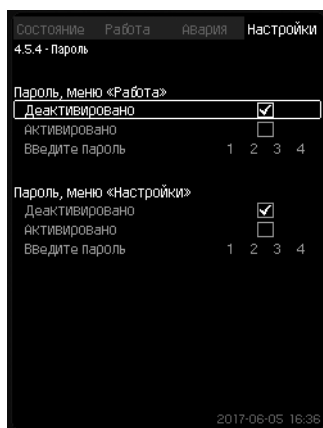 Состояние Работа Авария Настройки
4.5.4 - Пароль
Пароль, меню «Работа»
Деактивировано
Активировано
Введите пароль 1 2 3 4
Пароль, меню «Настройки»
Деактивировано
Активировано
Введите пароль 1 2 3 4
2017-06-05 16:36